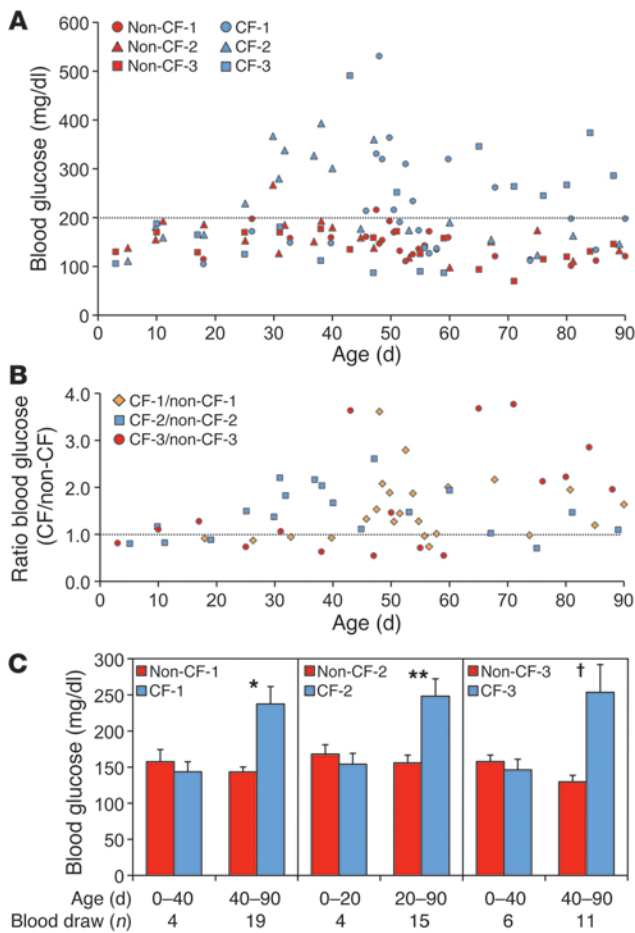 A
Blood glucose (mg/dl)
600
500
400
300
200
100
0
Non-CF-1 CF-1
Non-CF-2 CF-2
Non-CF-3 CF-3
0 10 20 30 40 50 60 70 80 90
Age (d)
B
Ratio blood glucose
(CF/non-CF)
4.0
3.0
2.0
1.0
0.0
CF-1/non-CF-1
CF-2/non-CF-2
CF-3/non-CF-3
0 10 20 30 40 50 60 70 80 90
Age (d)
C
Blood glucose (mg/dl)
300
250
200
150
100
50
0
Non-CF-1
CF-1
*
Non-CF-2
CF-2
**
Non-CF-3
CF-3
†
Age (d) 0–40 40–90 0–20 20–90 0–40 40–90
Blood draw (n) 4 19 4 15 6 11